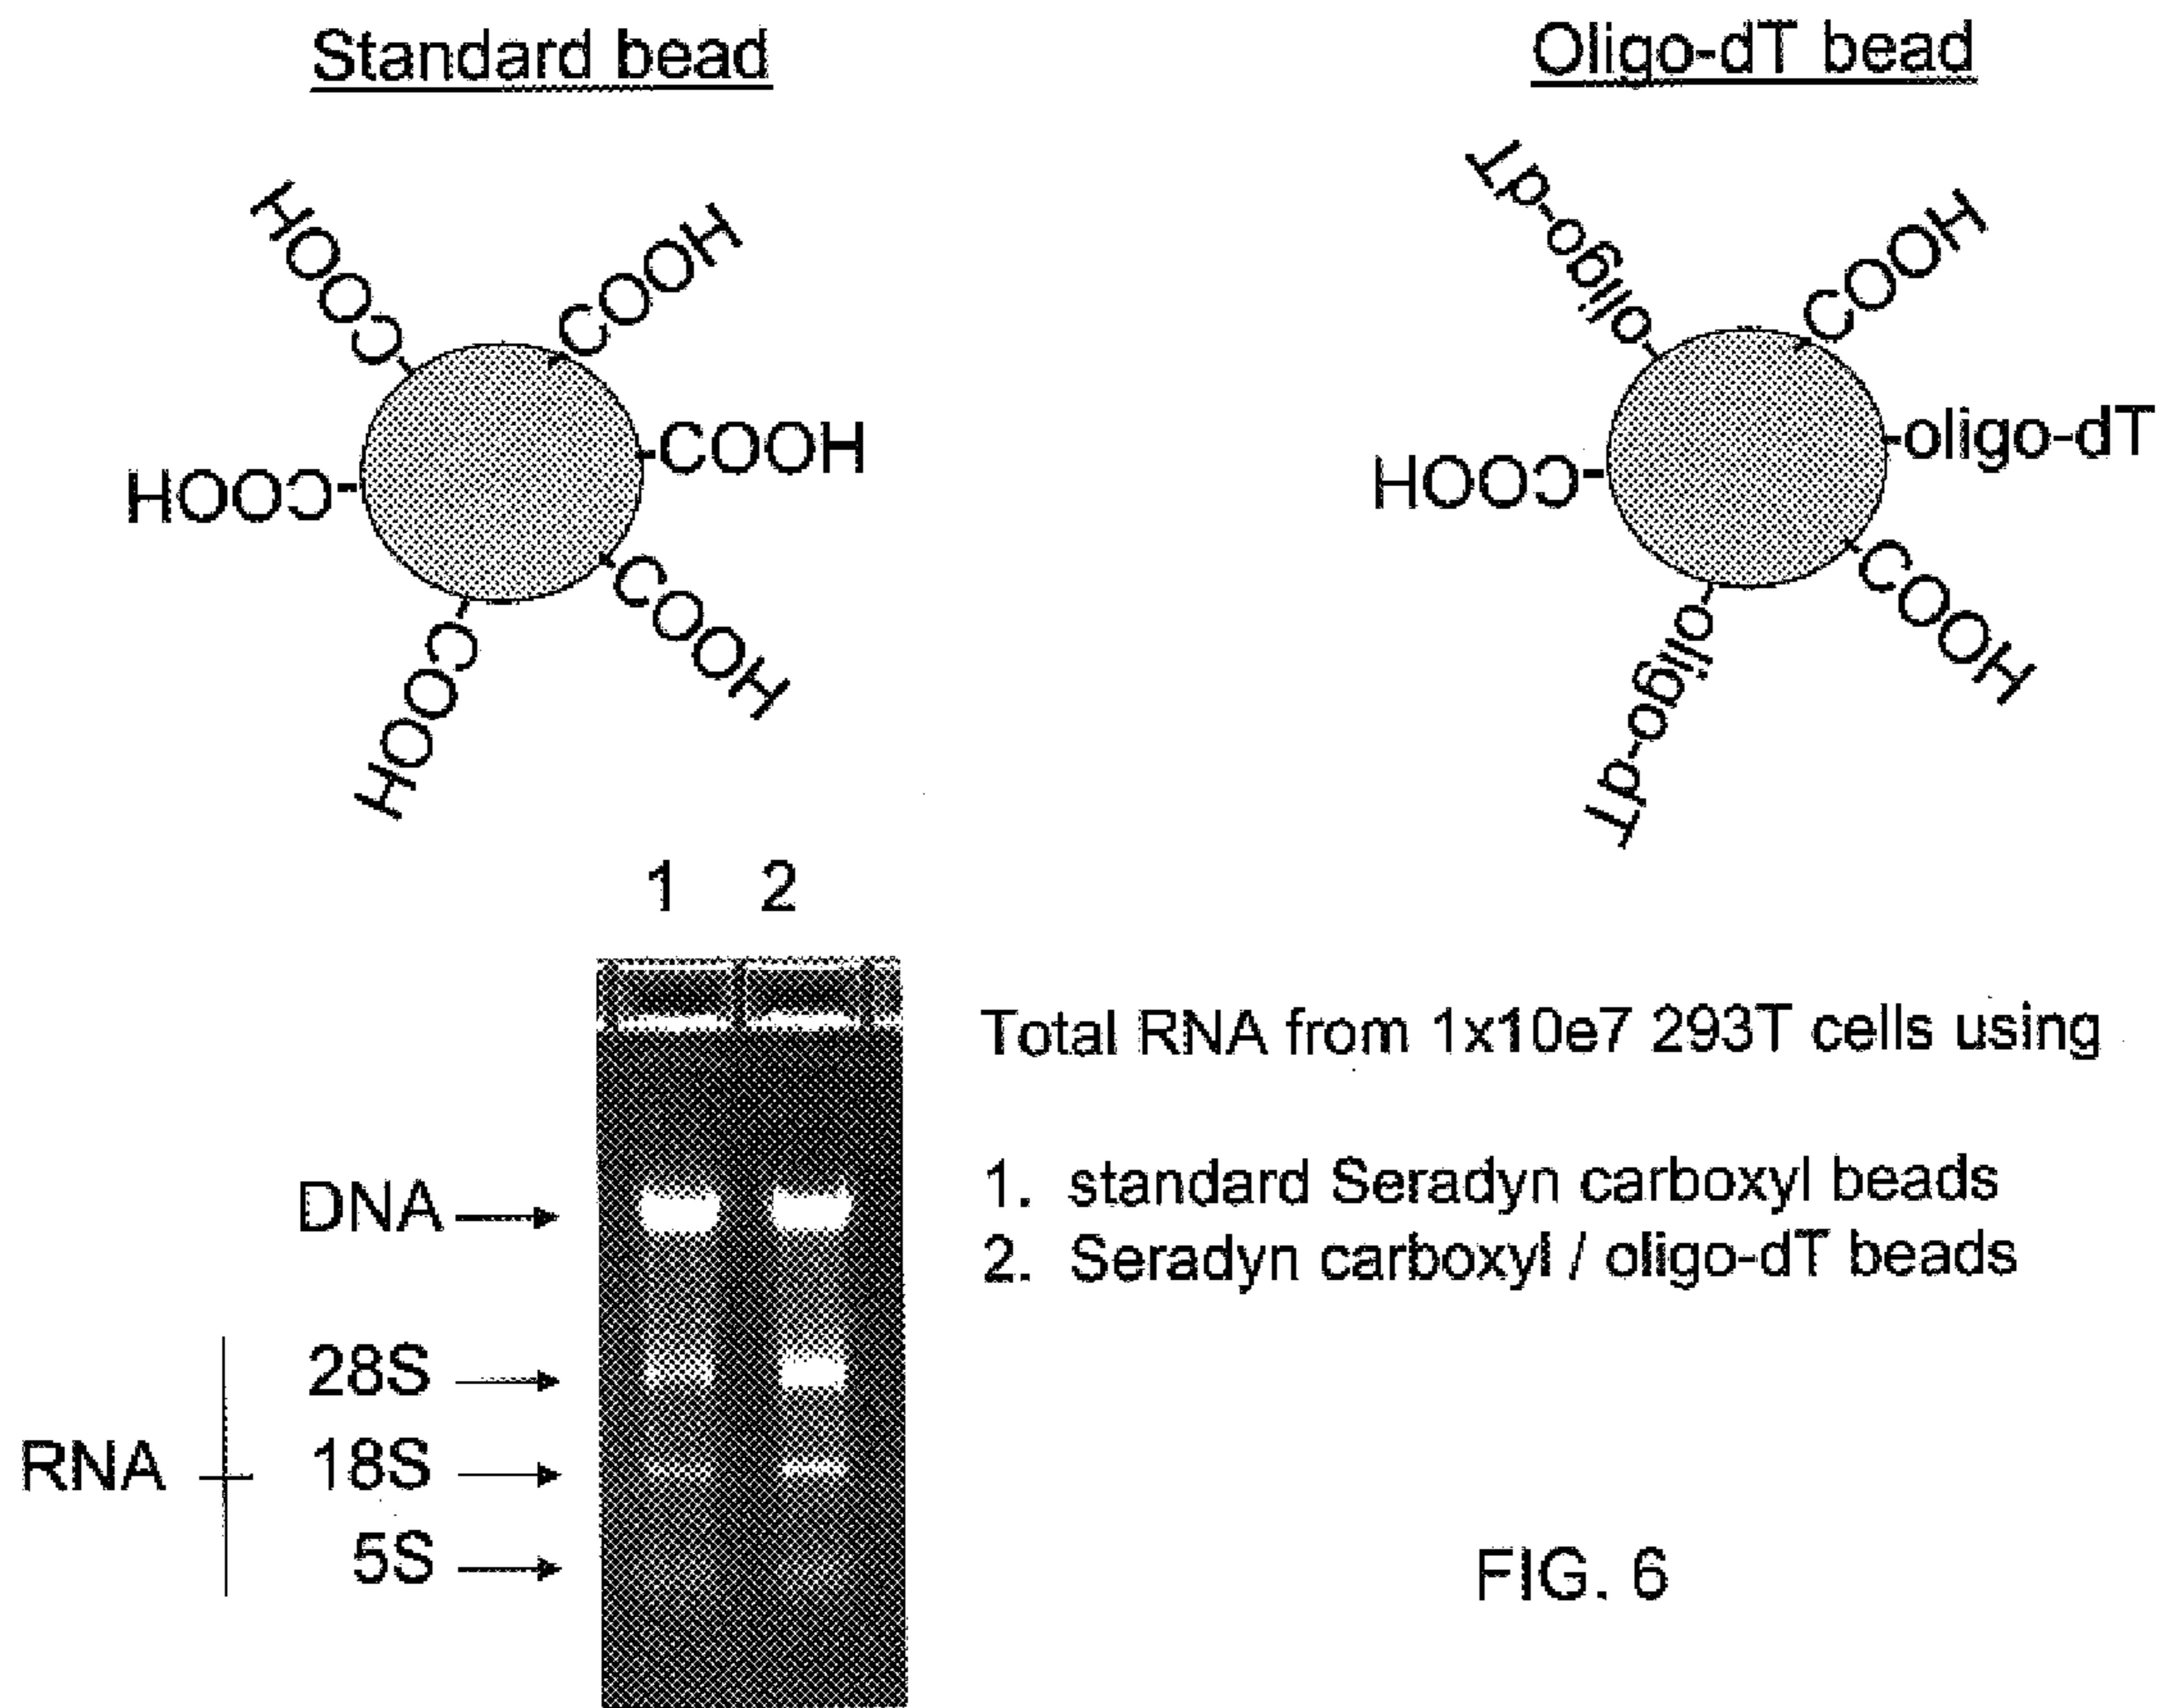 Standard bead
Oligo-dT bead
COOH
COOH
COOH
COOH
COOH
COOH
oligo-dT
COOH
oligo-dT
COOH
COOH
oligo-dT
1 2
Total RNA from 1x10e7 293T cells using
1. standard Seradyn carboxyl beads
2. Seradyn carboxyl / oligo-dT beads
DNA
28S
RNA
18S
5S
FIG. 6